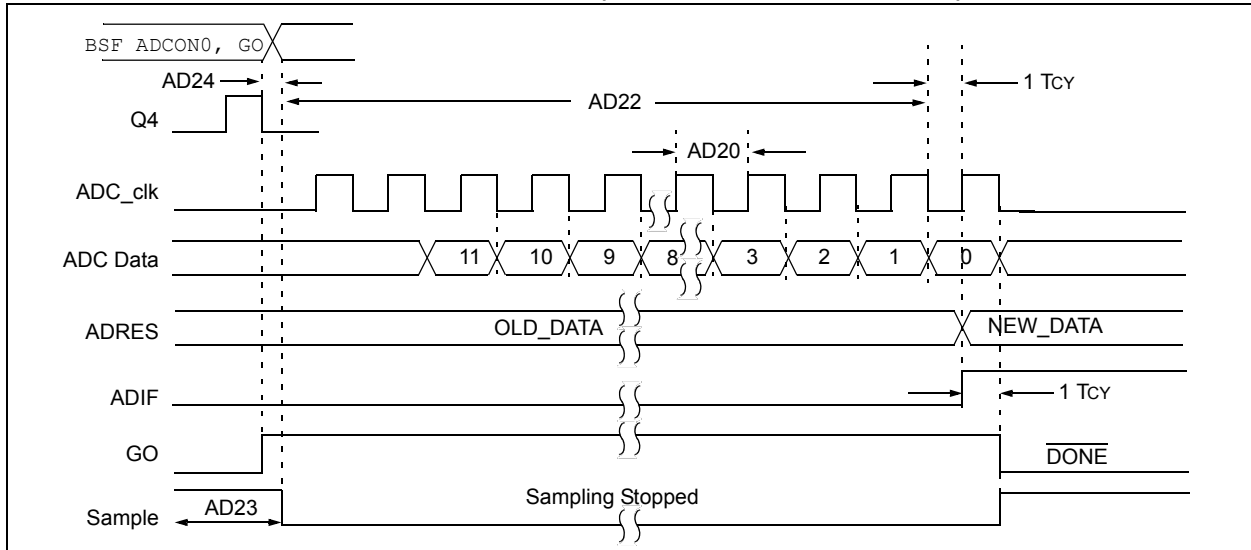 BSF ADCON0, GO
AD24
1 TCY
AD22
Q4
AD20
ADC_clk
ADC Data
11
10
9
8
3
2
1
0
ADRES
OLD_DATA
NEW_DATA
ADIF
1 TCY
GO
DONE
Sampling Stopped
AD23
Sample